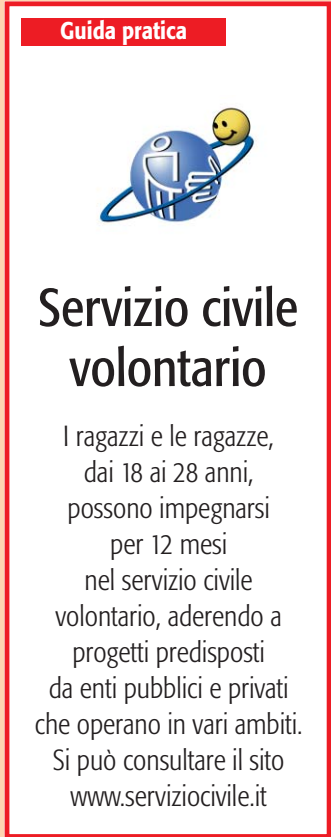 Guida pratica
Servizio civile
volontario
I ragazzi e le ragazze,
dai 18 ai 28 anni,
possono impegnarsi
per 12 mesi
nel servizio civile
volontario, aderendo a
progetti predisposti
da enti pubblici e privati
che operano in vari ambiti.
Si può consultare il sito
www.serviziocivile.it